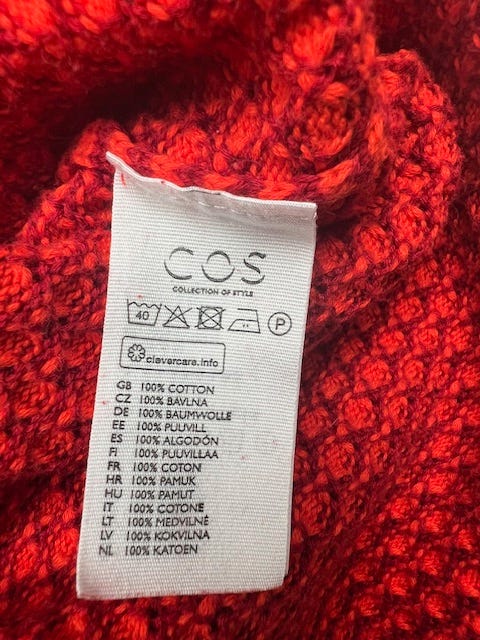 COS
COLLECTION OF STYLE
40 P
clevercare.info
GB 100% COTTON
CZ 100% BAVLNA
DE 100% BAUMWOLLE
EE 100% PUUVILL
ES 100% ALGODÓN
FI 100% PUUVILLAA
FR 100% COTON
HR 100% PAMUK
HU 100% PAMUT
IT 100% COTONE
LT 100% MEDVILNĖ
LV 100% KOKVILNA
NL 100% KATOEN